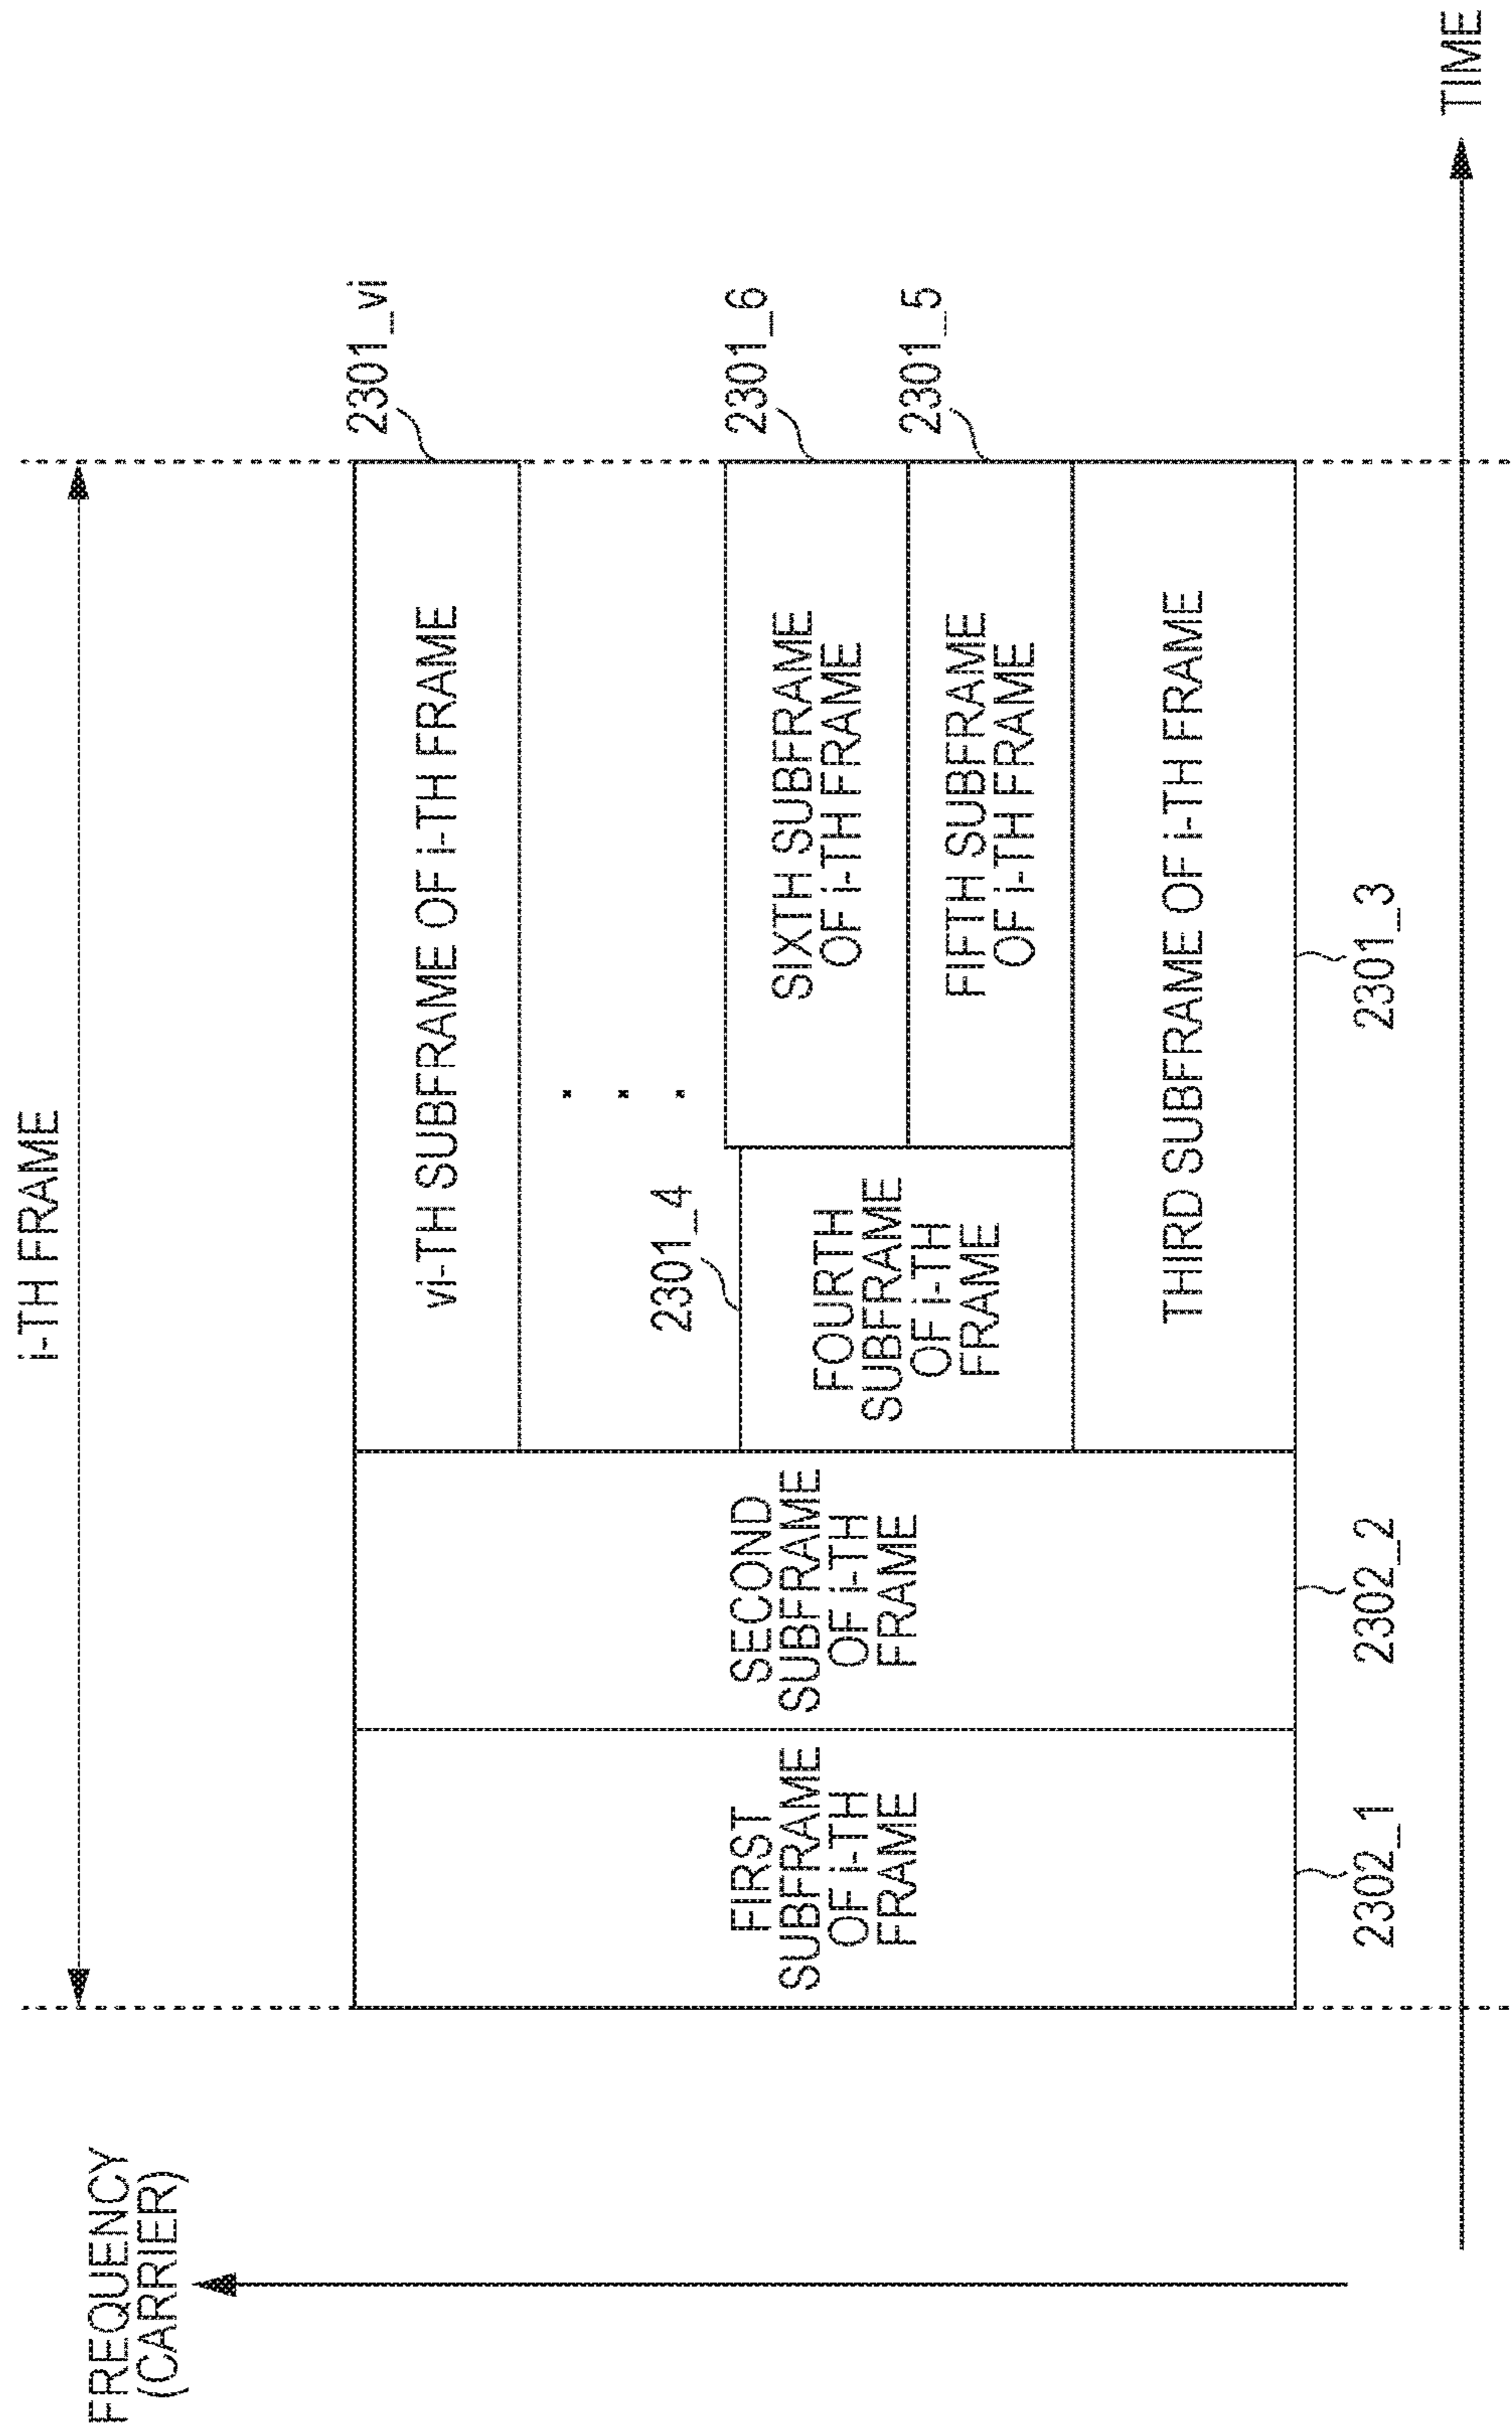 i-TH FRAME
FREQUENCY
(CARRIER)
FIRST
SUBFRAME
OF i-TH
FRAME
2302_1
SECOND
SUBFRAME
OF i-TH
FRAME
2302_2
vi-TH SUBFRAME OF i-TH FRAME
2301_vi
. . .
2301_4
FOURTH
SUBFRAME
OF i-TH
FRAME
SIXTH SUBFRAME
OF i-TH FRAME
2301_6
FIFTH SUBFRAME
OF i-TH FRAME
2301_5
THIRD SUBFRAME OF i-TH FRAME
2301_3
TIME